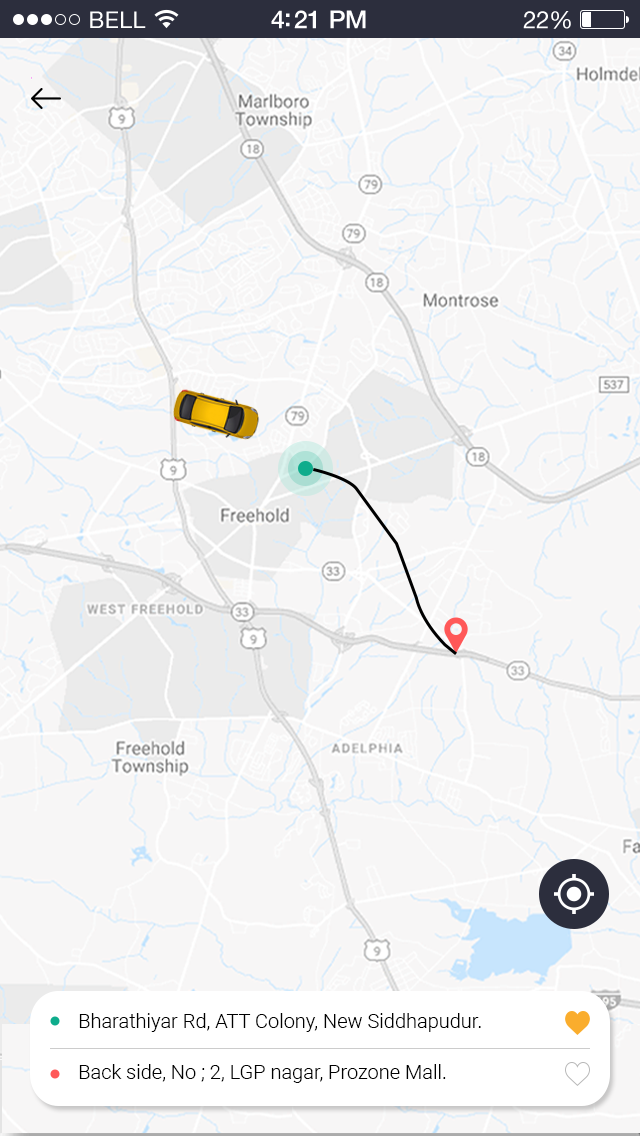 BELL 4:21 PM 22%
34
Holmdel
9
Marlboro
Township
18
79
79
18
Montrose
537
79
18
9
Freehold
33
WEST FREEHOLD
33
9
33
Freehold
Township
ADELPHIA
Fa
9
95
Bharathiyar Rd, ATT Colony, New Siddhapudur.
Back side, No ; 2, LGP nagar, Prozone Mall.